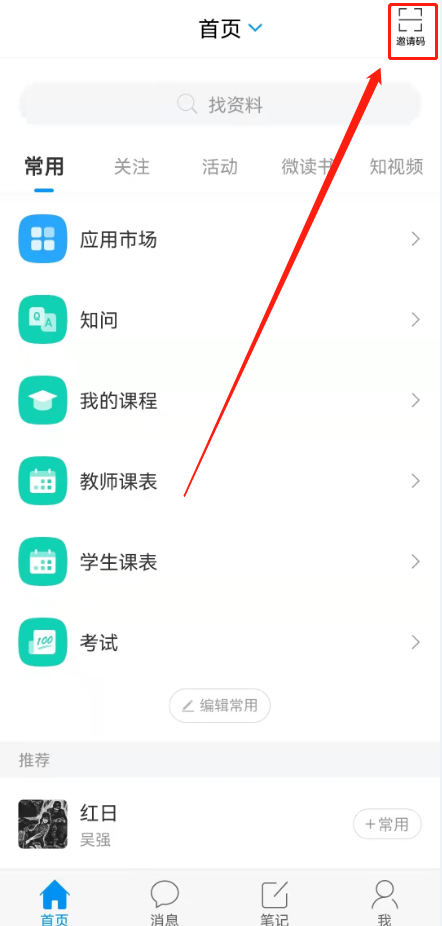 首页
邀请码
找资料
常用 关注 活动 微读书 知视频
应用市场
Q A 知问
我的课程
教师课表
学生课表
100 考试
编辑常用
推荐
红日
吴强
+常用
首页 消息 笔记 我